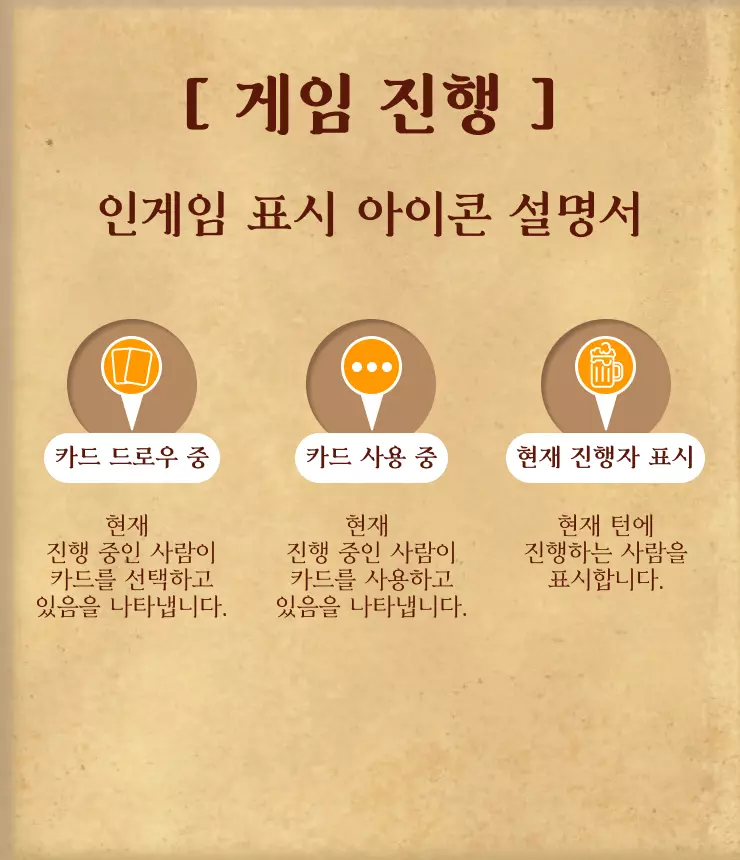 [ 게임 진행 ]
인게임 표시 아이콘 설명서
카드 드로우 중
카드 사용 중
현재 진행자 표시
현재
진행 중인 사람이
카드를 선택하고
있음을 나타냅니다.
현재
진행 중인 사람이
카드를 사용하고
있음을 나타냅니다.
현재 턴에
진행하는 사람을
표시합니다.